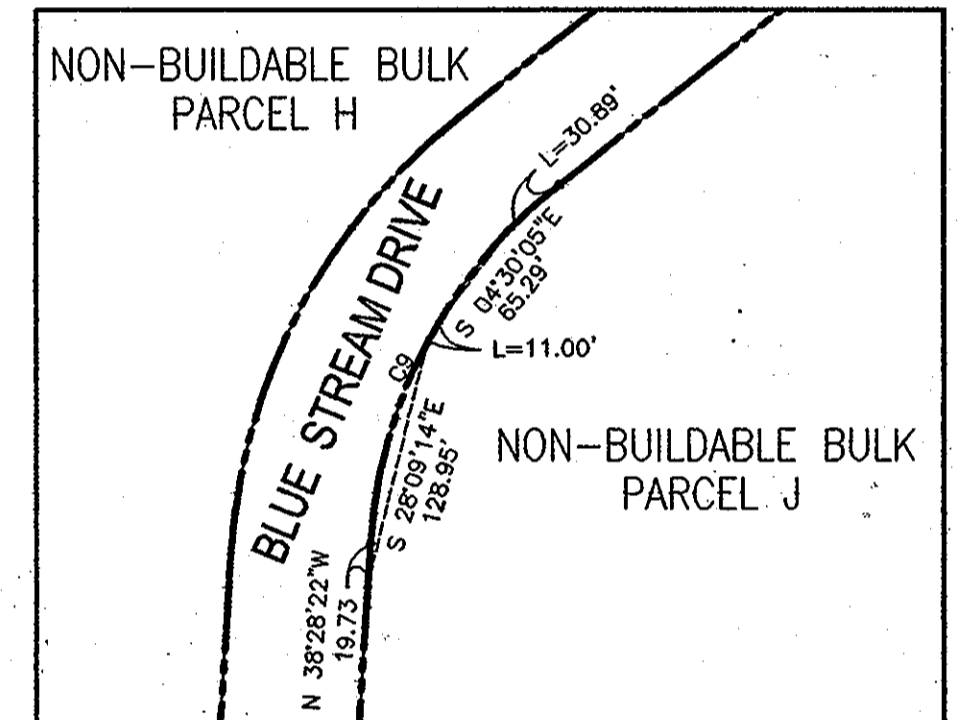 NON-BUILDABLE BULK
PARCEL H
L=30.89'
BLUE STREAM DRIVE
S 04°30'05"E
65.29'
L=11.00'
C9
S 28°09'14"E
128.95'
NON-BUILDABLE BULK
PARCEL J
N 38°28'22"W
19.73